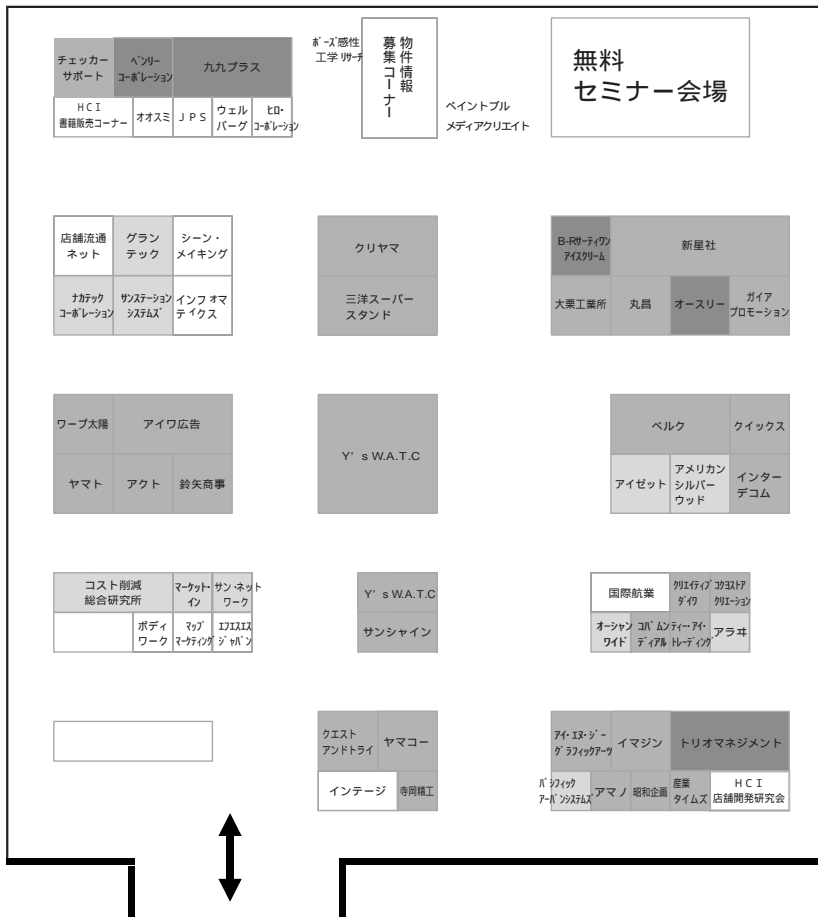 チェッカー
サポート
ベンリー
コーポレーション
九九プラス
HCI
書籍販売コーナー
オオスミ
JPS
ウェル
バーグ
ヒロ・
コーポレーション
ボーズ感性
工学リサーチ
物件情報
募集コーナー
ペイントプル
メディアクリエイト
無料
セミナー会場
店舗流通
ネット
グラン
テック
シーン・
メイキング
ナカテック
コーポレーション
サンステーション
システムズ
インフォマ
ティクス
クリヤマ
三洋スーパー
スタンド
B-Rサーティワン
アイスクリーム
新星社
大栗工業所
丸昌
オースリー
ガイア
プロモーション
ワープ太陽
アイワ広告
ヤマト
アクト
鈴矢商事
Y's W.A.T.C
ベルク
クイックス
アイゼット
アメリカン
シルバー
ウッド
インター
デコム
コスト削減
総合研究所
マーケット・
イン
サン・ネット
ワーク
ボディ
ワーク
マップ
マーケティング
エフエスエス
ジャパン
Y's W.A.T.C
サンシャイン
国際航業
クリエイティブ
ダイワ
コクヨストア
クリエーション
オーシャン
ワイド
コバムン
ディアル
ティー・アイ・
トレーディング
アラヰ
クエスト
アンドトライ
ヤマコー
インテージ
寺岡精工
アイ・エヌ・ジー
グラフィックアーツ
イマジン
トリオマネジメント
パシフィック
アーバンシステムズ
アマノ
昭和企画
産業
タイムズ
HCI
店舗開発研究会